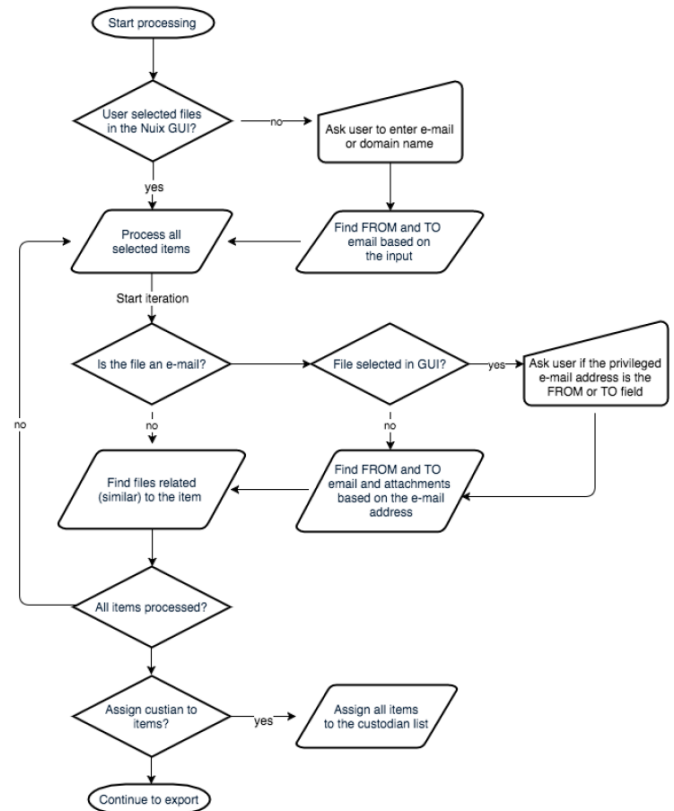 Start processing
User selected files
in the Nuix GUI?
no
Ask user to enter e-mail
or domain name
yes
Process all
selected items
Find FROM and TO
email based on
the input
Start iteration
Is the file an e-mail?
File selected in GUI?
yes
Ask user if the privileged
e-mail address is the
FROM or TO field
no
no
no
Find files related
(similar) to the item
Find FROM and TO
email and attachments
based on the e-mail
address
All items processed?
Assign custian to
items?
yes
Assign all items
to the custodian list
Continue to export